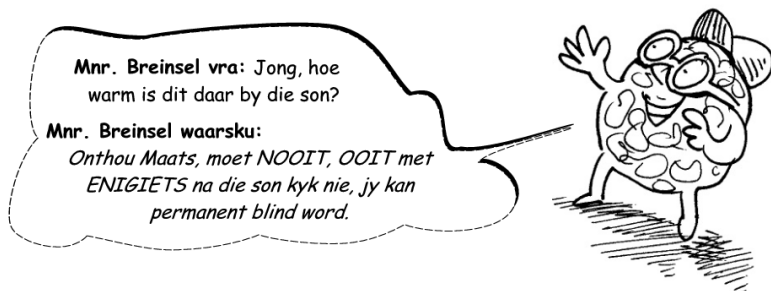 Mnr. Breinsel vra: Jong, hoe
warm is dit daar by die son?
Mnr. Breinsel waarsku:
Onthou Maats, moet NOOIT, OOIT met
ENIGIETS na die son kyk nie, jy kan
permanent blind word.